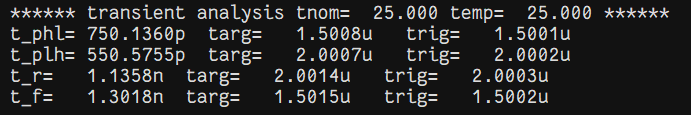 ****** transient analysis tnom=  25.000 temp=  25.000 ******
t_phl= 750.1360p  targ=   1.5008u   trig=   1.5001u
t_plh= 550.5755p  targ=   2.0007u   trig=   2.0002u
t_r=   1.1358n  targ=   2.0014u   trig=   2.0003u
t_f=   1.3018n  targ=   1.5015u   trig=   1.5002u